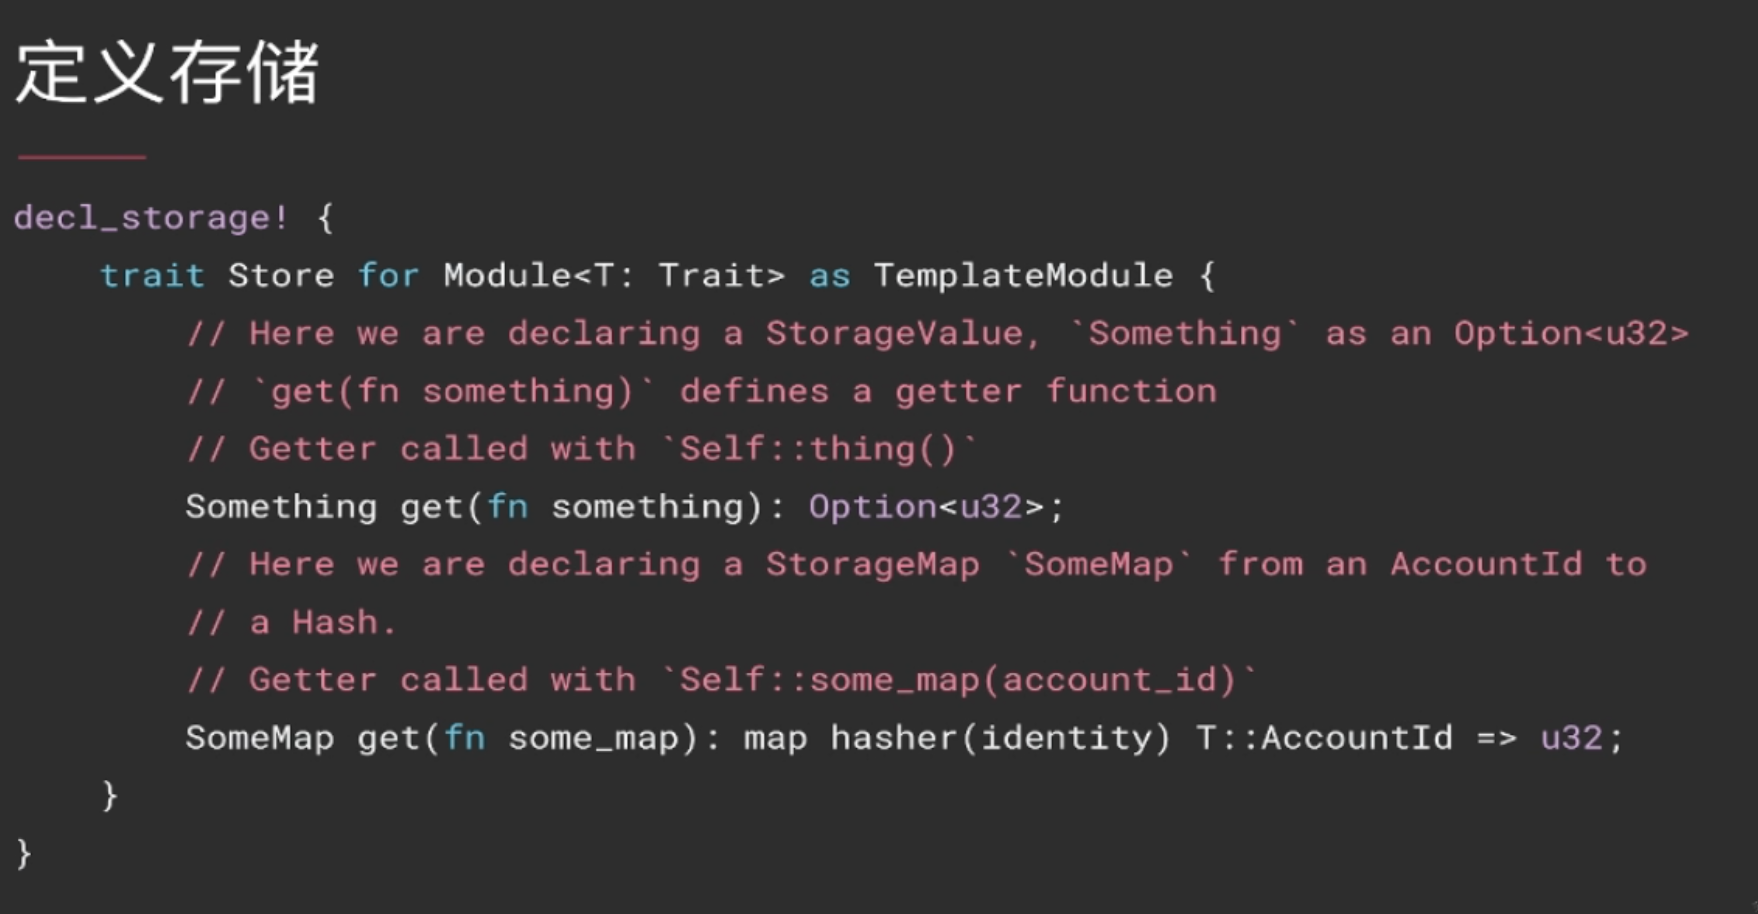 定义存储
decl_storage! {
    trait Store for Module<T: Trait> as TemplateModule {
        // Here we are declaring a StorageValue, `Something` as an Option<u32>
        // `get(fn something)` defines a getter function
        // Getter called with `Self::thing()`
        Something get(fn something): Option<u32>;
        // Here we are declaring a StorageMap `SomeMap` from an AccountId to
        // a Hash.
        // Getter called with `Self::some_map(account_id)`
        SomeMap get(fn some_map): map hasher(identity) T::AccountId => u32;
    }
}